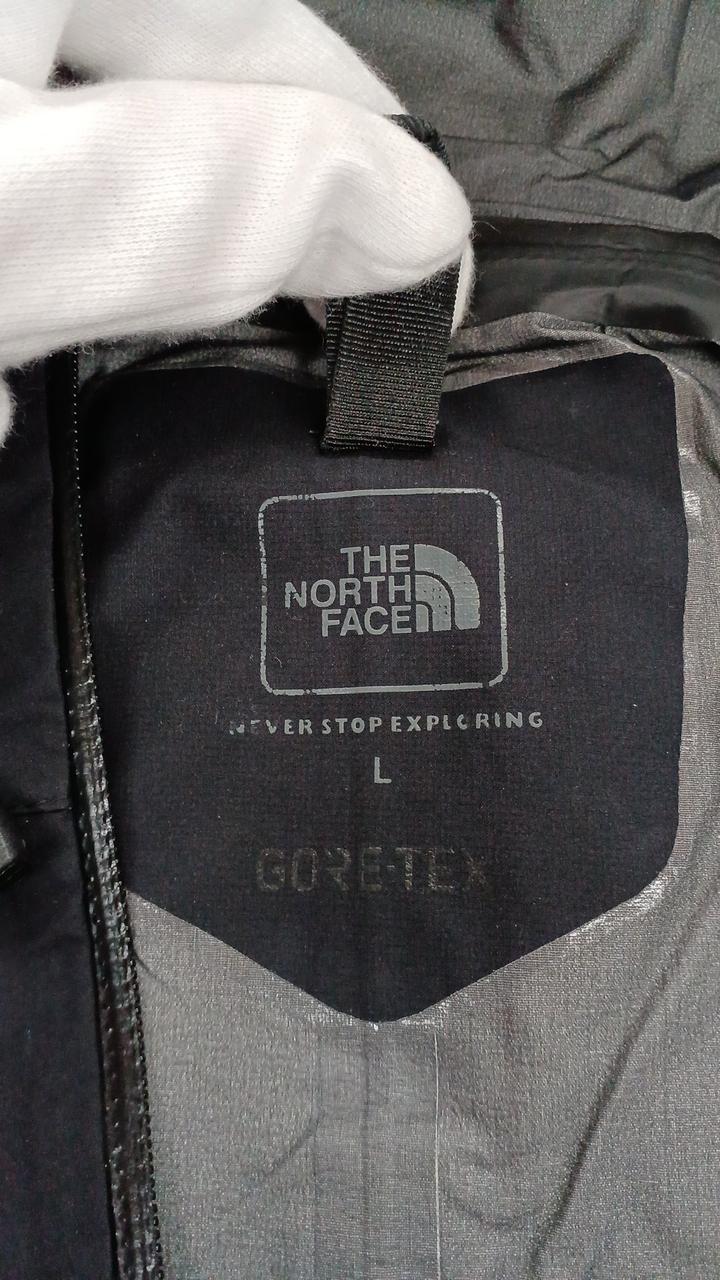 THE
NORTH
FACE
NEVER STOP EXPLORING
L
GORE-TEX